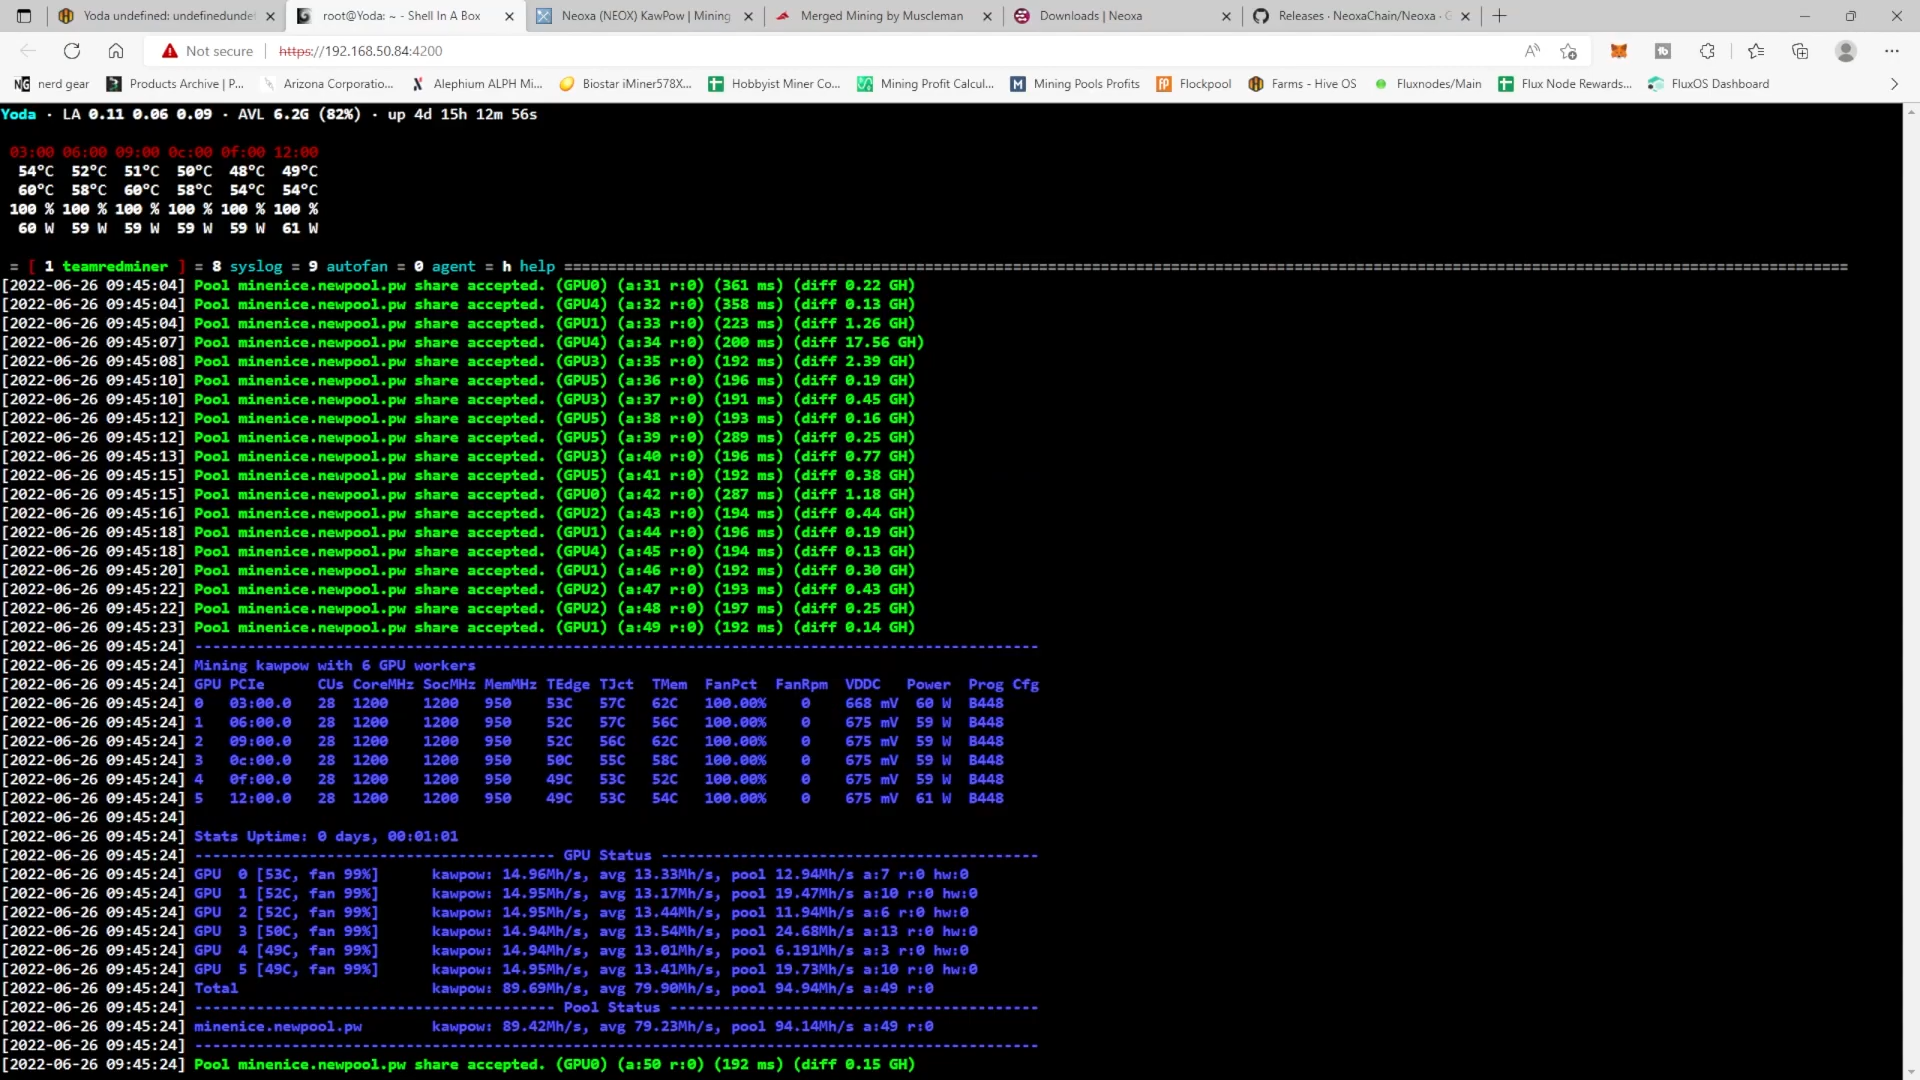 Yoda undefined: undefinedunde
root@Yoda: ~ - Shell In A Box
Neoxa (NEOX) KawPow | Mining
Merged Mining by Muscleman
Downloads | Neoxa
Releases · NeoxaChain/Neoxa · G
Not secure
https://192.168.50.84:4200
nerd gear
Products Archive | P...
Arizona Corporatio...
Alephium ALPH Mi...
Biostar iMiner578X...
Hobbyist Miner Co...
Mining Profit Calcul...
Mining Pools Profits
Flockpool
Farms - Hive OS
Fluxnodes/Main
Flux Node Rewards...
FluxOS Dashboard
Yoda · LA 0.11 0.06 0.09 · AVL 6.2G (82%) · up 4d 15h 12m 56s
03:00 06:00 09:00 0c:00 0f:00 12:00
54°C 52°C 51°C 50°C 48°C 49°C
60°C 58°C 60°C 58°C 54°C 54°C
100 % 100 % 100 % 100 % 100 % 100 %
60 W 59 W 59 W 59 W 59 W 61 W
= [ 1 teamredminer ] = 8 syslog = 9 autofan = 0 agent = h help ====
[2022-06-26 09:45:04] Pool minenice.newpool.pw share accepted. (GPU0) (a:31 r:0) (361 ms) (diff 0.22 GH)
[2022-06-26 09:45:04] Pool minenice.newpool.pw share accepted. (GPU4) (a:32 r:0) (358 ms) (diff 0.13 GH)
[2022-06-26 09:45:04] Pool minenice.newpool.pw share accepted. (GPU1) (a:33 r:0) (223 ms) (diff 1.26 GH)
[2022-06-26 09:45:07] Pool minenice.newpool.pw share accepted. (GPU4) (a:34 r:0) (200 ms) (diff 17.56 GH)
[2022-06-26 09:45:08] Pool minenice.newpool.pw share accepted. (GPU3) (a:35 r:0) (192 ms) (diff 2.39 GH)
[2022-06-26 09:45:10] Pool minenice.newpool.pw share accepted. (GPU5) (a:36 r:0) (196 ms) (diff 0.19 GH)
[2022-06-26 09:45:10] Pool minenice.newpool.pw share accepted. (GPU3) (a:37 r:0) (191 ms) (diff 0.45 GH)
[2022-06-26 09:45:12] Pool minenice.newpool.pw share accepted. (GPU5) (a:38 r:0) (193 ms) (diff 0.16 GH)
[2022-06-26 09:45:12] Pool minenice.newpool.pw share accepted. (GPU5) (a:39 r:0) (289 ms) (diff 0.25 GH)
[2022-06-26 09:45:13] Pool minenice.newpool.pw share accepted. (GPU3) (a:40 r:0) (196 ms) (diff 0.77 GH)
[2022-06-26 09:45:15] Pool minenice.newpool.pw share accepted. (GPU5) (a:41 r:0) (192 ms) (diff 0.38 GH)
[2022-06-26 09:45:15] Pool minenice.newpool.pw share accepted. (GPU0) (a:42 r:0) (287 ms) (diff 1.18 GH)
[2022-06-26 09:45:16] Pool minenice.newpool.pw share accepted. (GPU2) (a:43 r:0) (194 ms) (diff 0.44 GH)
[2022-06-26 09:45:18] Pool minenice.newpool.pw share accepted. (GPU1) (a:44 r:0) (196 ms) (diff 0.19 GH)
[2022-06-26 09:45:18] Pool minenice.newpool.pw share accepted. (GPU4) (a:45 r:0) (194 ms) (diff 0.13 GH)
[2022-06-26 09:45:20] Pool minenice.newpool.pw share accepted. (GPU1) (a:46 r:0) (192 ms) (diff 0.30 GH)
[2022-06-26 09:45:22] Pool minenice.newpool.pw share accepted. (GPU2) (a:47 r:0) (193 ms) (diff 0.43 GH)
[2022-06-26 09:45:22] Pool minenice.newpool.pw share accepted. (GPU2) (a:48 r:0) (197 ms) (diff 0.25 GH)
[2022-06-26 09:45:23] Pool minenice.newpool.pw share accepted. (GPU1) (a:49 r:0) (192 ms) (diff 0.14 GH)
[2022-06-26 09:45:24] ----
[2022-06-26 09:45:24] Mining kawpow with 6 GPU workers
[2022-06-26 09:45:24] GPU PCIe CUs CoreMHz SocMHz MemMHz TEdge TJct TMem FanPct FanRpm VDDC Power Prog Cfg
[2022-06-26 09:45:24] 0 03:00.0 28 1200 1200 950 53C 57C 62C 100.00% 0 668 mV 60 W B448
[2022-06-26 09:45:24] 1 06:00.0 28 1200 1200 950 52C 57C 56C 100.00% 0 675 mV 59 W B448
[2022-06-26 09:45:24] 2 09:00.0 28 1200 1200 950 52C 56C 62C 100.00% 0 675 mV 59 W B448
[2022-06-26 09:45:24] 3 0c:00.0 28 1200 1200 950 50C 55C 58C 100.00% 0 675 mV 59 W B448
[2022-06-26 09:45:24] 4 0f:00.0 28 1200 1200 950 49C 53C 52C 100.00% 0 675 mV 59 W B448
[2022-06-26 09:45:24] 5 12:00.0 28 1200 1200 950 49C 53C 54C 100.00% 0 675 mV 61 W B448
[2022-06-26 09:45:24]
[2022-06-26 09:45:24] Stats Uptime: 0 days, 00:01:01
[2022-06-26 09:45:24] ---- GPU Status ----
[2022-06-26 09:45:24] GPU 0 [53C, fan 99%] kawpow: 14.96Mh/s, avg 13.33Mh/s, pool 12.94Mh/s a:7 r:0 hw:0
[2022-06-26 09:45:24] GPU 1 [52C, fan 99%] kawpow: 14.95Mh/s, avg 13.17Mh/s, pool 19.47Mh/s a:10 r:0 hw:0
[2022-06-26 09:45:24] GPU 2 [52C, fan 99%] kawpow: 14.95Mh/s, avg 13.44Mh/s, pool 11.94Mh/s a:6 r:0 hw:0
[2022-06-26 09:45:24] GPU 3 [50C, fan 99%] kawpow: 14.94Mh/s, avg 13.54Mh/s, pool 24.68Mh/s a:13 r:0 hw:0
[2022-06-26 09:45:24] GPU 4 [49C, fan 99%] kawpow: 14.94Mh/s, avg 13.01Mh/s, pool 6.191Mh/s a:3 r:0 hw:0
[2022-06-26 09:45:24] GPU 5 [49C, fan 99%] kawpow: 14.95Mh/s, avg 13.41Mh/s, pool 19.73Mh/s a:10 r:0 hw:0
[2022-06-26 09:45:24] Total kawpow: 89.69Mh/s, avg 79.90Mh/s, pool 94.94Mh/s a:49 r:0
[2022-06-26 09:45:24] ---- Pool Status ----
[2022-06-26 09:45:24] minenice.newpool.pw kawpow: 89.42Mh/s, avg 79.23Mh/s, pool 94.14Mh/s a:49 r:0
[2022-06-26 09:45:24] ----
[2022-06-26 09:45:24] Pool minenice.newpool.pw share accepted. (GPU0) (a:50 r:0) (192 ms) (diff 0.15 GH)